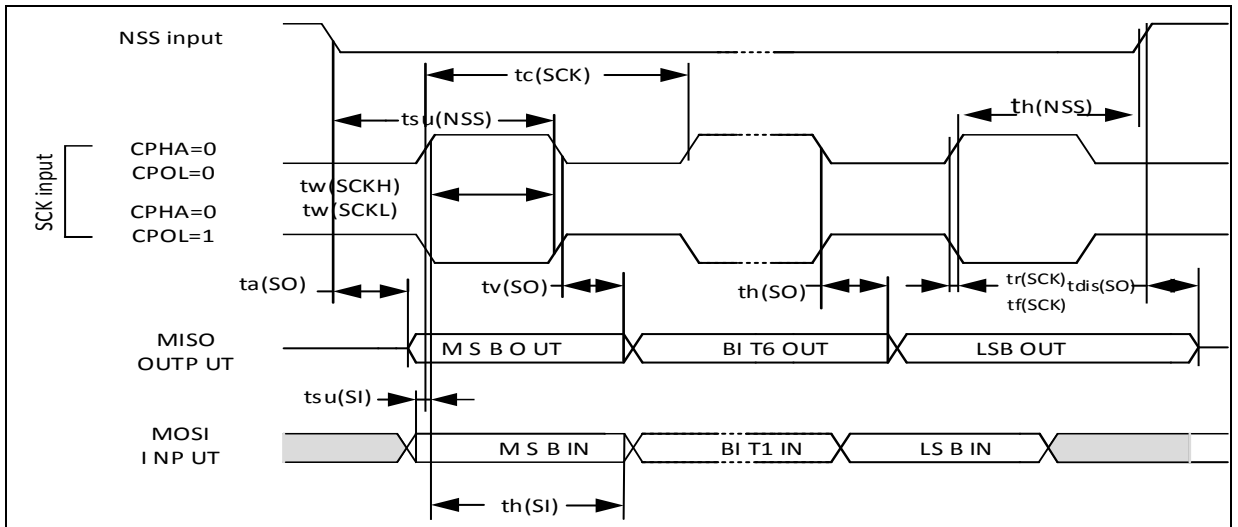 NSS input
tc(SCK)
tsu(NSS)
th(NSS)
SCK input
CPHA=0
CPOL=0
tw(SCKH)
tw(SCKL)
CPHA=0
CPOL=1
ta(SO)
tv(SO)
th(SO)
tr(SCK)
tf(SCK)
tdis(SO)
MISO
OUTP UT
M S B O UT
BI T6 OUT
LSB OUT
tsu(SI)
MOSI
I NP UT
M S B IN
BI T1 IN
LS B IN
th(SI)